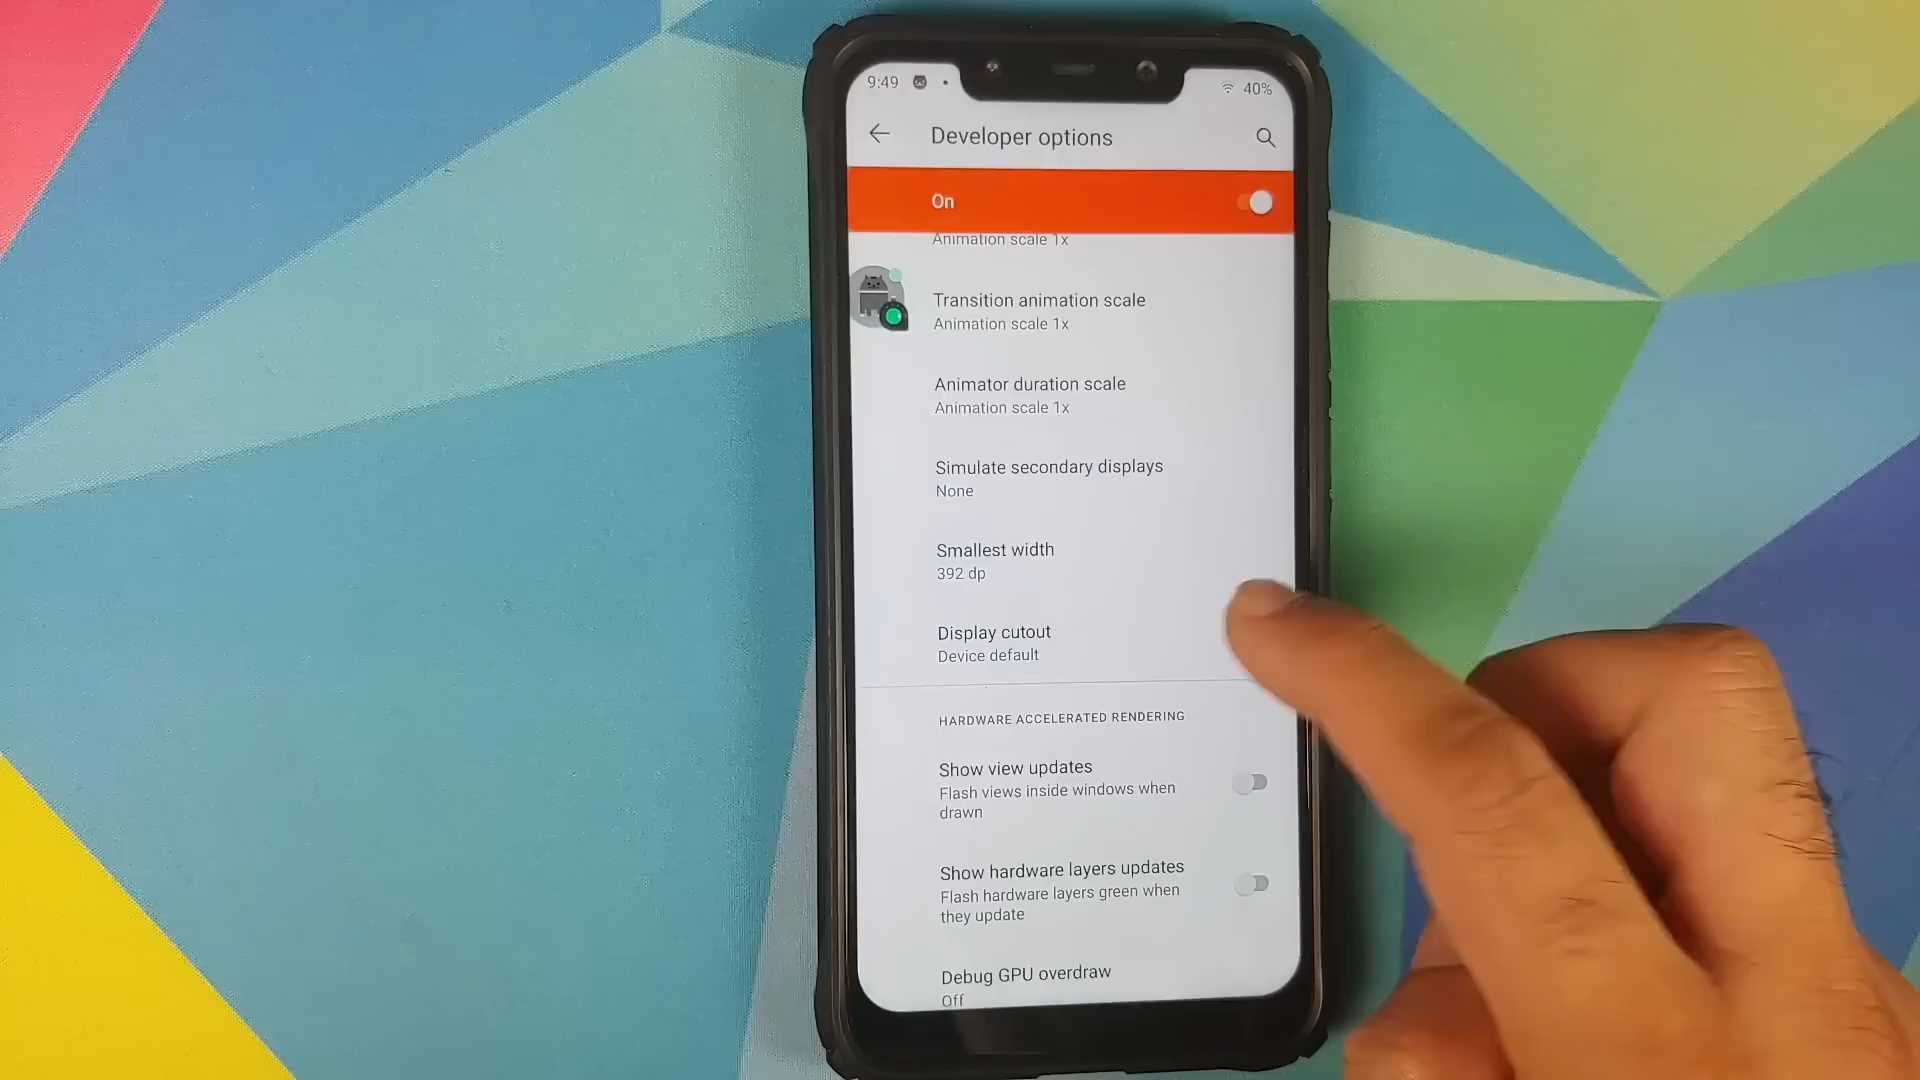 9:49
40%
Developer options
On
Animation scale 1x
Transition animation scale
Animation scale 1x
Animator duration scale
Animation scale 1x
Simulate secondary displays
None
Smallest width
392 dp
Display cutout
Device default
HARDWARE ACCELERATED RENDERING
Show view updates
Flash views inside windows when
drawn
Show hardware layers updates
Flash hardware layers green when
they update
Debug GPU overdraw
Off